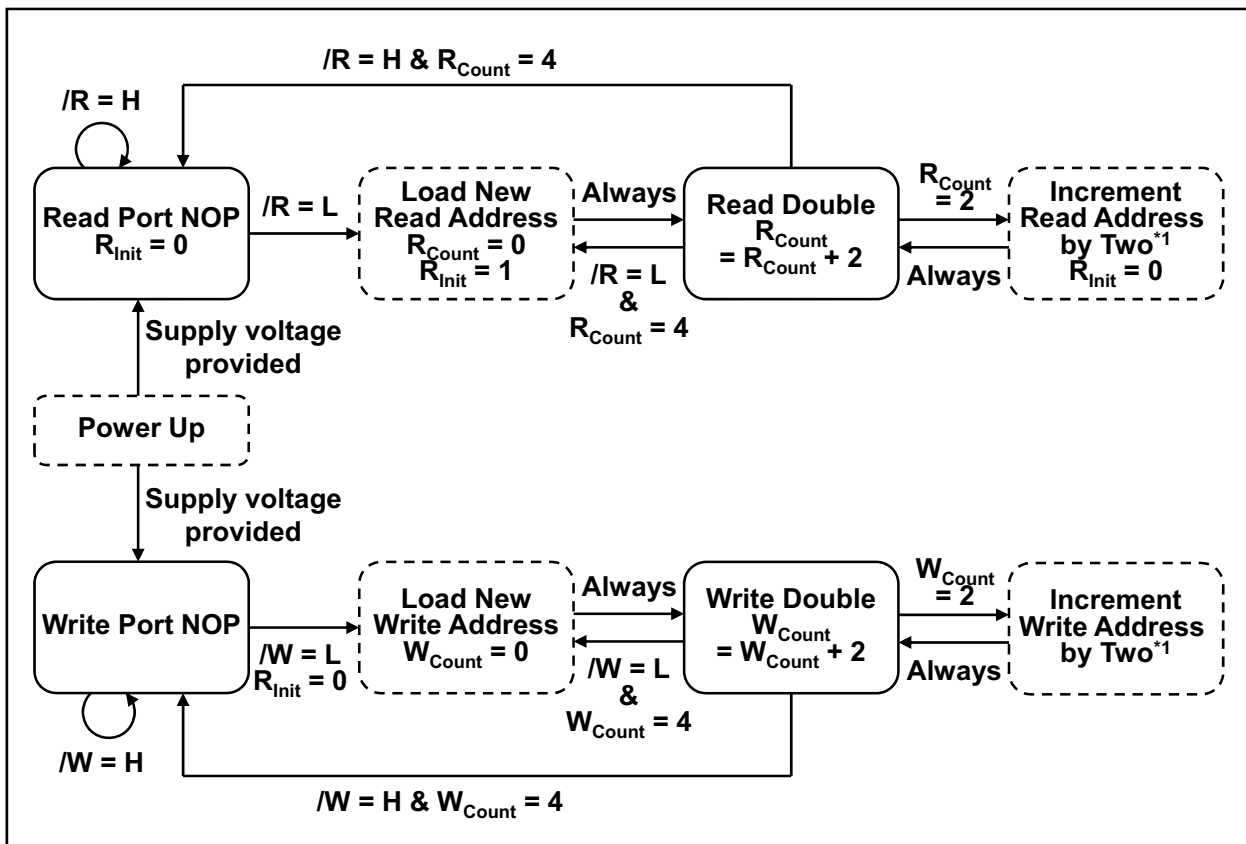 /R = H & RCount = 4
/R = H
Read Port NOP
RInit = 0
/R = L
Load New
Read Address
RCount = 0
RInit = 1
Always
/R = L
&
RCount = 4
Read Double
RCount
= RCount + 2
RCount
= 2
Always
Increment
Read Address
by Two*1
RInit = 0
Supply voltage
provided
Power Up
Supply voltage
provided
Write Port NOP
/W = L
RInit = 0
Load New
Write Address
WCount = 0
Always
/W = L
&
WCount = 4
Write Double
WCount
= WCount + 2
WCount
= 2
Always
Increment
Write Address
by Two*1
/W = H
/W = H & WCount = 4